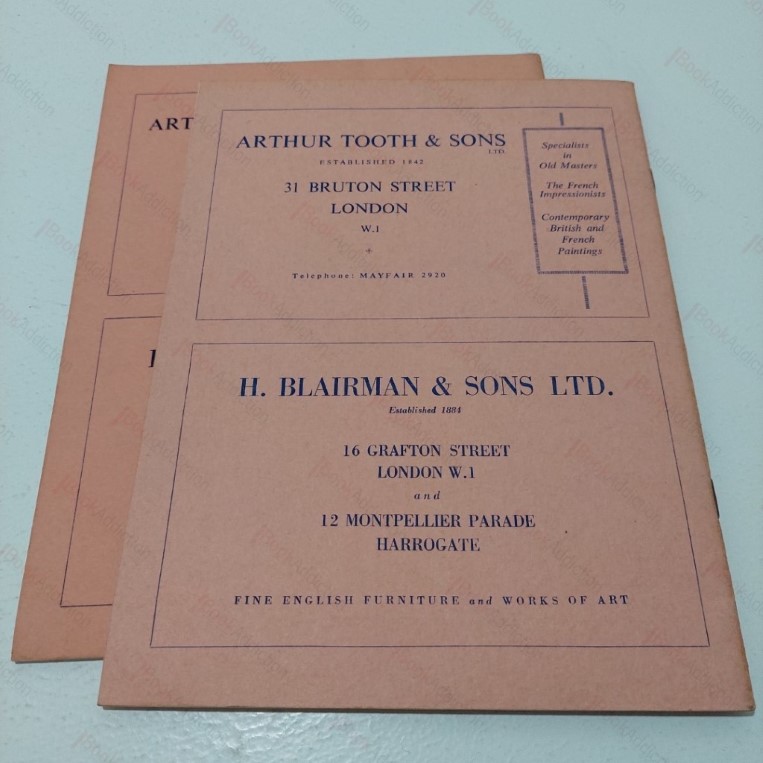 ART
ARTHUR TOOTH & SONS
LTD.
ESTABLISHED 1842
31 BRUTON STREET
LONDON
W.1
Telephone: MAYFAIR 2920
Specialists
in
Old Masters
The French
Impressionists
Contemporary
British and
French
Paintings
H. BLAIRMAN & SONS LTD.
Established 1884
16 GRAFTON STREET
LONDON W.1
and
12 MONTPELLIER PARADE
HARROGATE
FINE ENGLISH FURNITURE and WORKS OF ART
BookAddiction